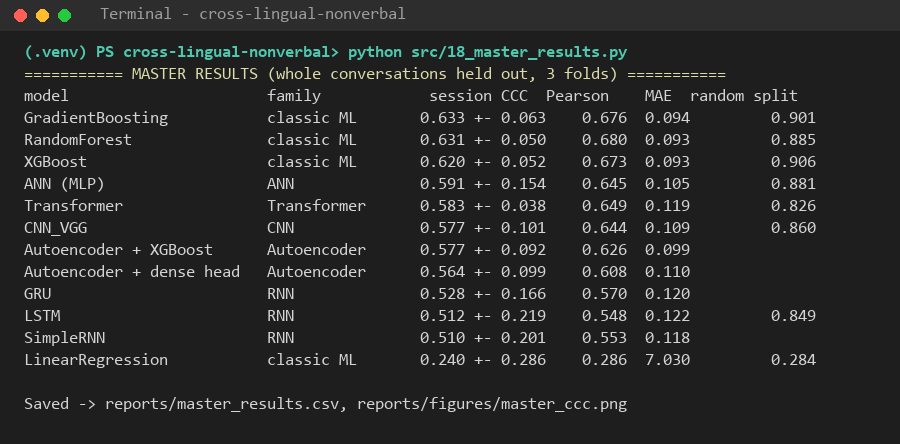 Terminal - cross-lingual-nonverbal
(.venv) PS cross-lingual-nonverbal> python src/18_master_results.py
=========== MASTER RESULTS (whole conversations held out, 3 folds) ===========
model                      family            session CCC  Pearson    MAE  random split
GradientBoosting           classic ML       0.633 +- 0.063    0.676  0.094         0.901
RandomForest               classic ML       0.631 +- 0.050    0.680  0.093         0.885
XGBoost                    classic ML       0.620 +- 0.052    0.673  0.093         0.906
ANN (MLP)                  ANN              0.591 +- 0.154    0.645  0.105         0.881
Transformer                Transformer      0.583 +- 0.038    0.649  0.119         0.826
CNN_VGG                    CNN              0.577 +- 0.101    0.644  0.109         0.860
Autoencoder + XGBoost      Autoencoder      0.577 +- 0.092    0.626  0.099
Autoencoder + dense head   Autoencoder      0.564 +- 0.099    0.608  0.110
GRU                        RNN              0.528 +- 0.166    0.570  0.120
LSTM                       RNN              0.512 +- 0.219    0.548  0.122         0.849
SimpleRNN                  RNN              0.510 +- 0.201    0.553  0.118
LinearRegression           classic ML       0.240 +- 0.286    0.286  7.030         0.284
Saved -> reports/master_results.csv, reports/figures/master_ccc.png